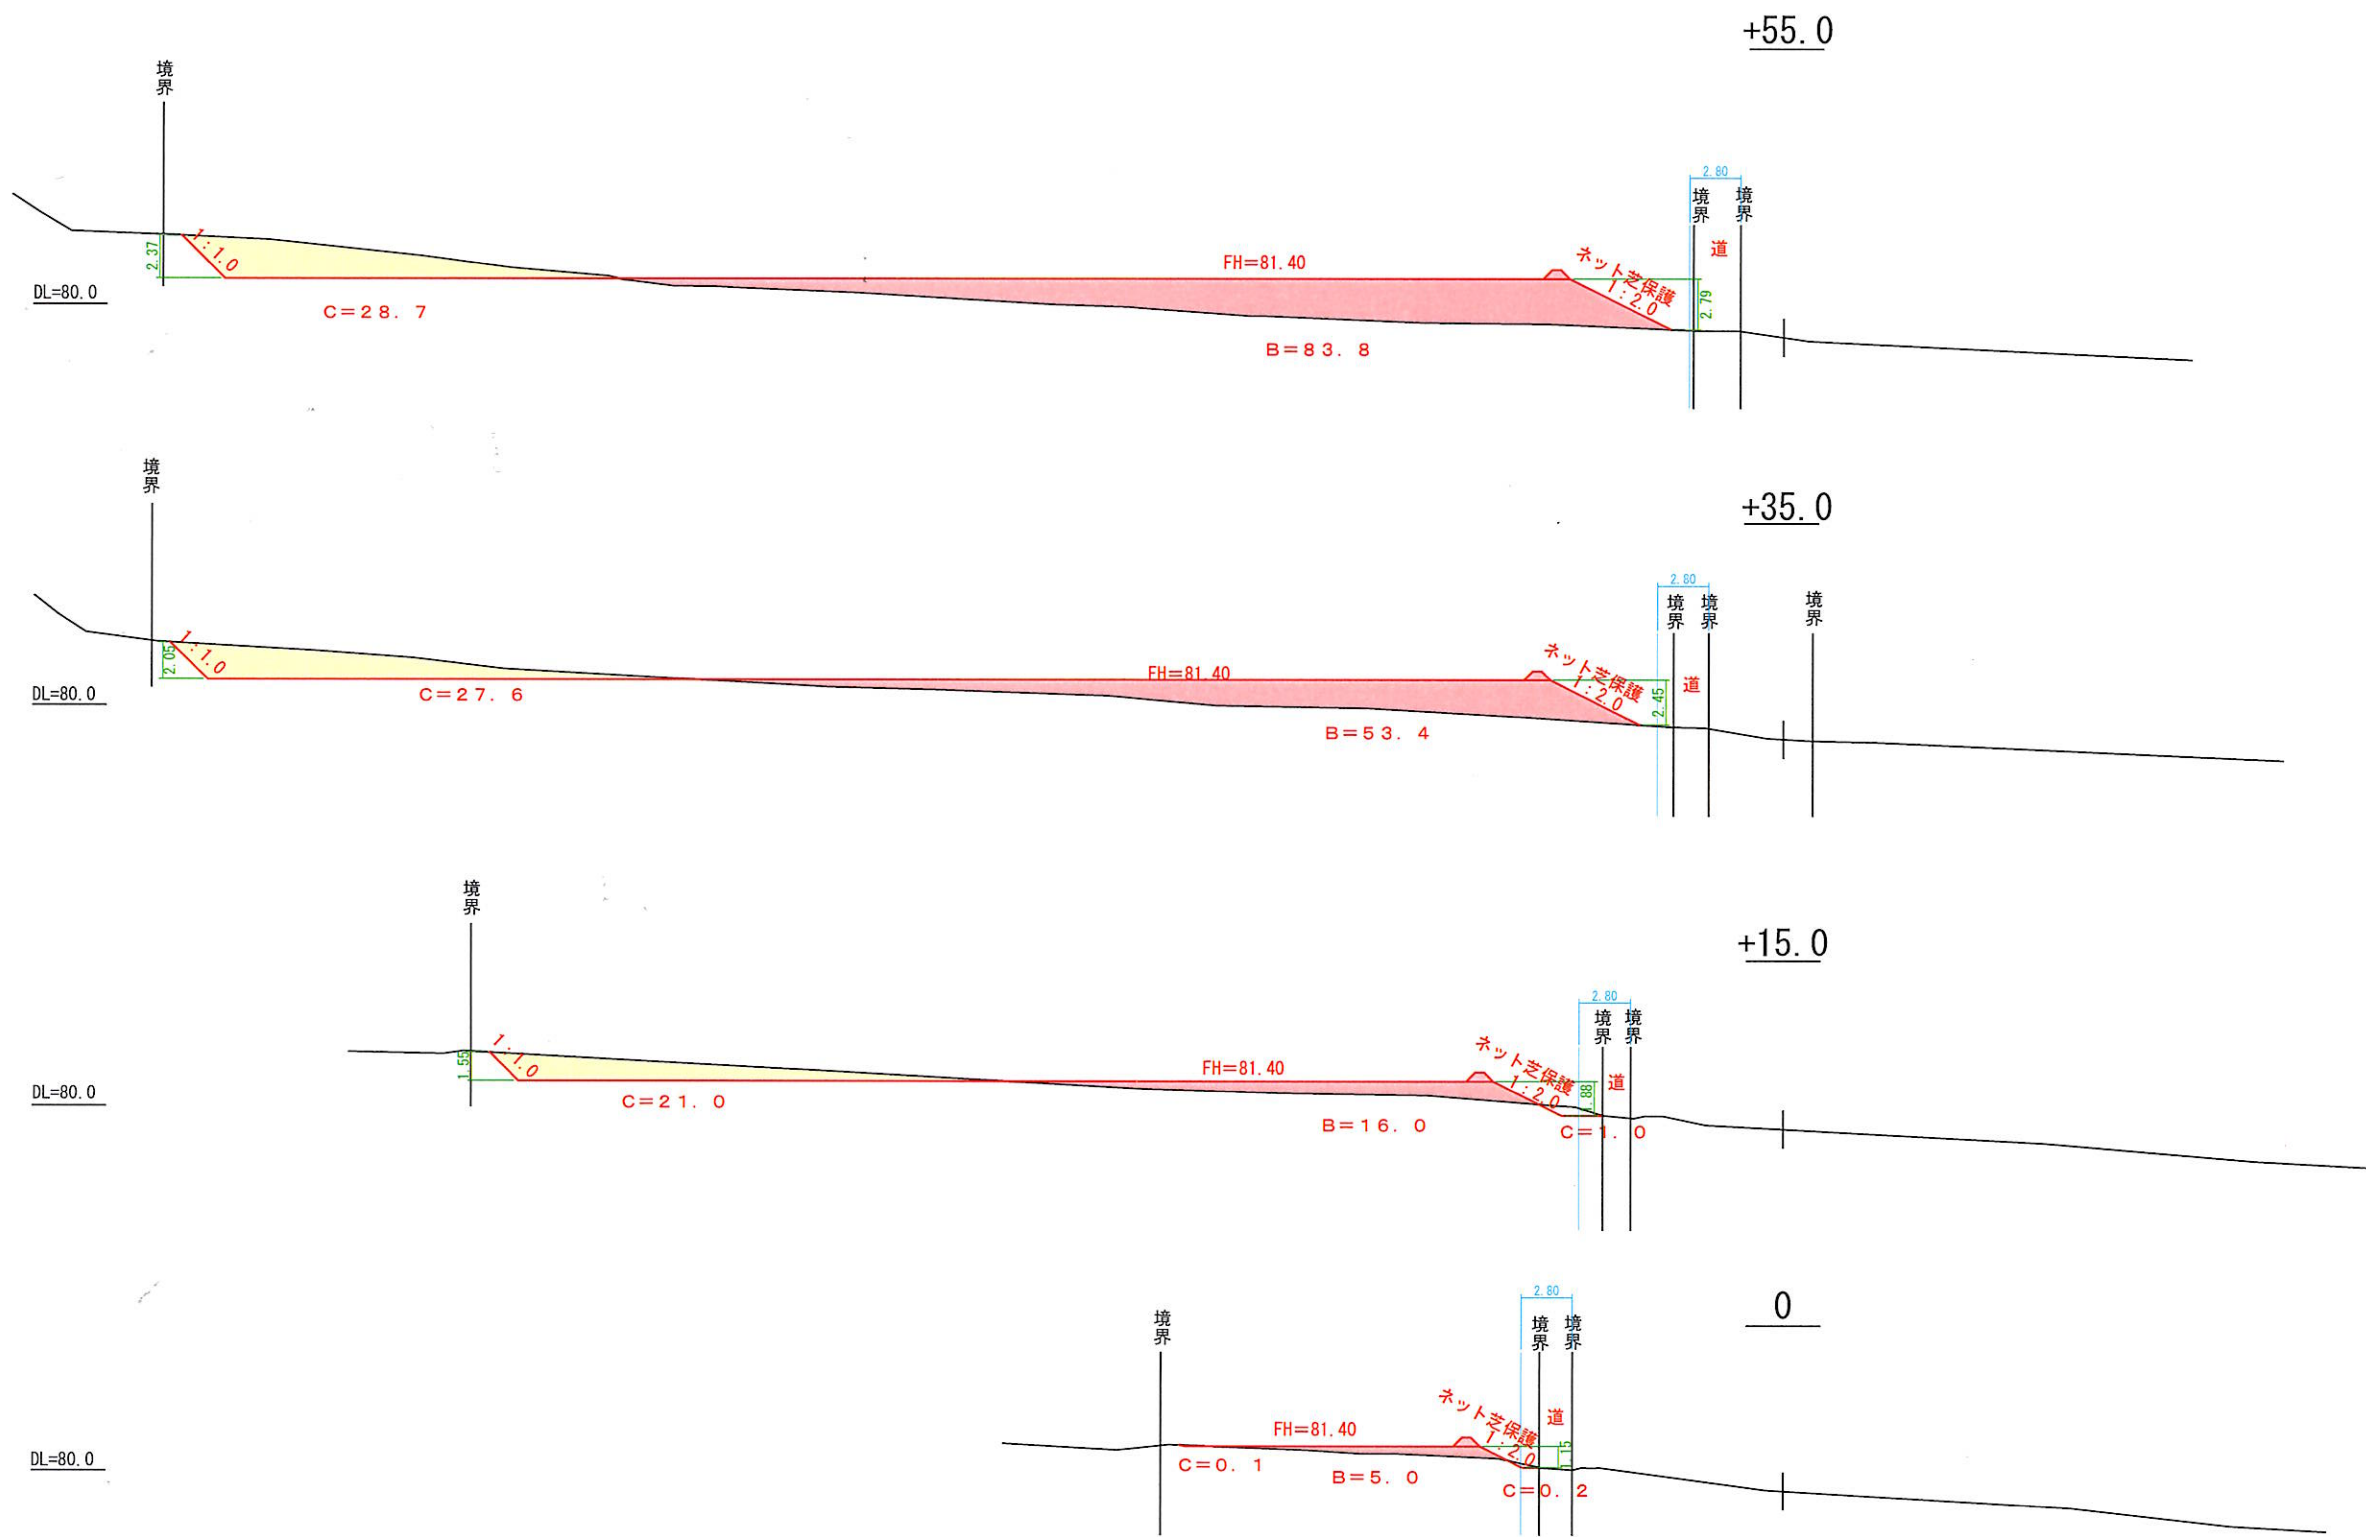 +55.0
境界
2.80
境界
境界
道
1:1.0
2.37
FH=81.40
ネット芝保護
1:2.0
2.79
DL=80.0
C=28.7
B=83.8
+35.0
境界
2.80
境界
境界
境界
道
1:1.0
2.05
FH=81.40
ネット芝保護
1:2.0
2.45
DL=80.0
C=27.6
B=53.4
+15.0
境界
2.80
境界
境界
道
1:1.0
1.55
FH=81.40
ネット芝保護
1:2.0
1.88
DL=80.0
C=21.0
B=16.0
C=1.0
0
境界
2.80
境界
境界
道
FH=81.40
ネット芝保護
1:2.0
1.15
DL=80.0
C=0.1
B=5.0
C=0.2